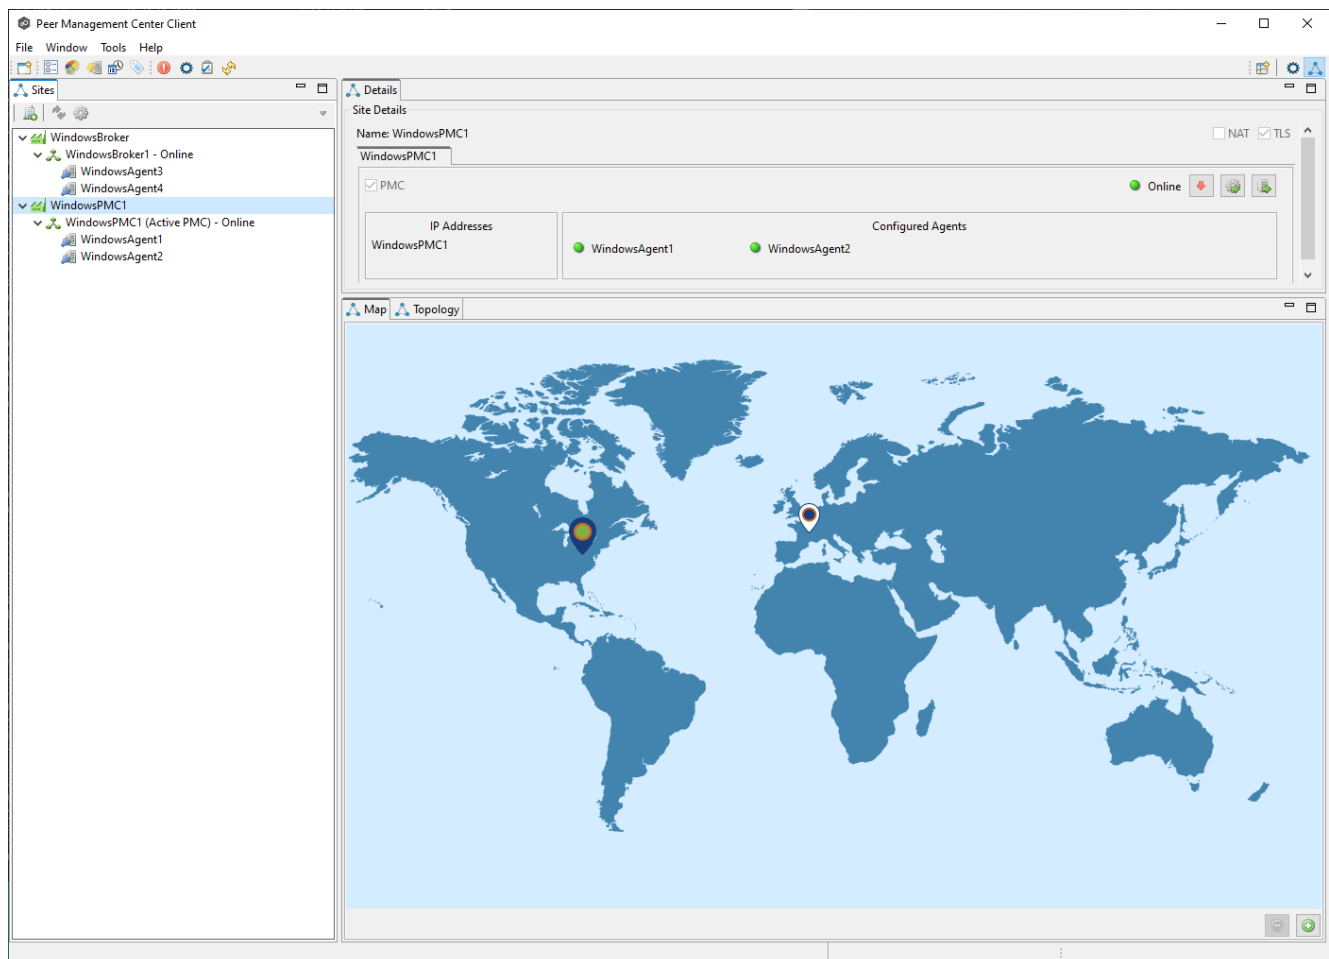 Peer Management Center Client
File Window Tools Help
Sites
Details
WindowsBroker
WindowsBroker1 - Online
WindowsAgent3
WindowsAgent4
WindowsPMC1
WindowsPMC1 (Active PMC) - Online
WindowsAgent1
WindowsAgent2
Site Details
Name: WindowsPMC1
NAT TLS
WindowsPMC1
PMC
Online
IP Addresses
WindowsPMC1
Configured Agents
WindowsAgent1 WindowsAgent2
Map Topology